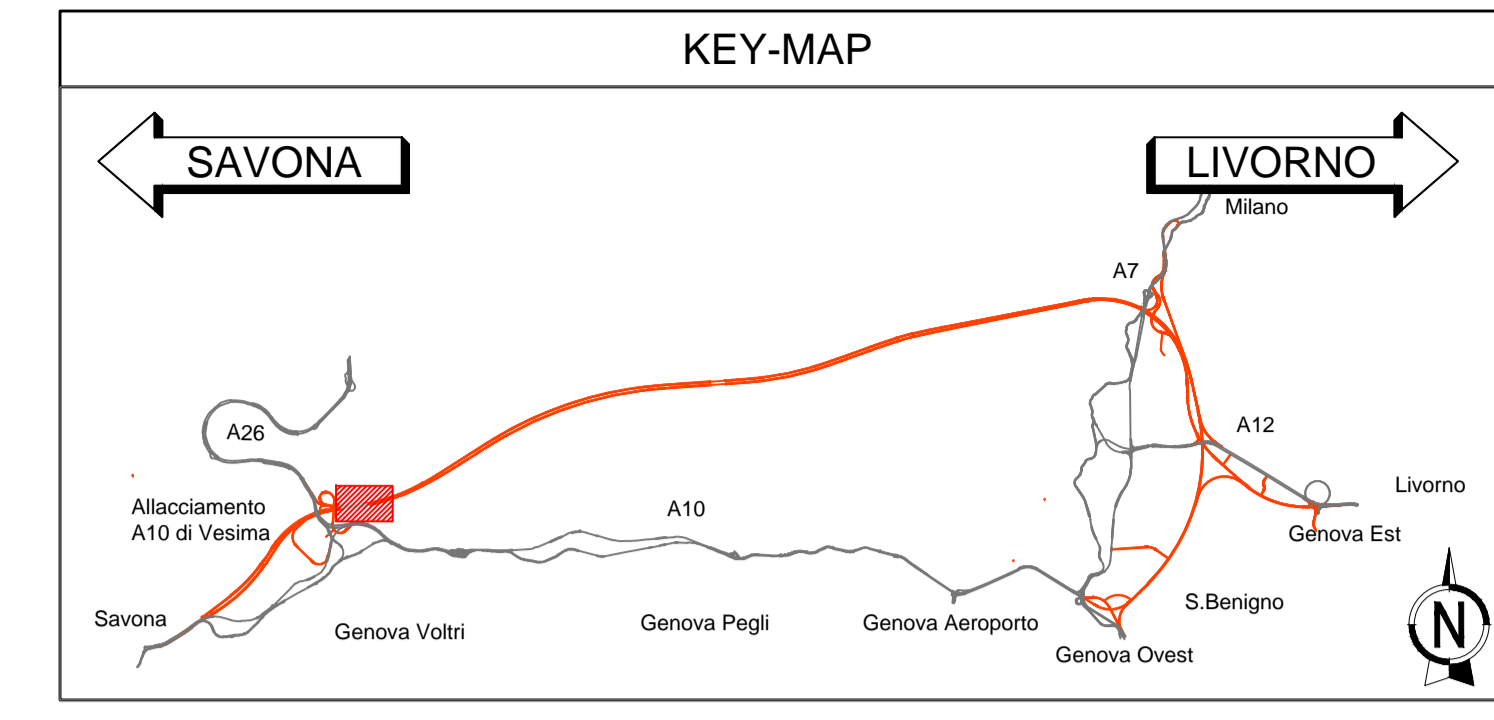 KEY-MAP
SAVONA
LIVORNO
Milano
A7
A26
A12
Allacciamento
A10 di Vesima
A10
Livorno
Genova Est
Savona
Genova Voltri
Genova Pegli
Genova Aeroporto
S.Benigno
Genova Ovest
N